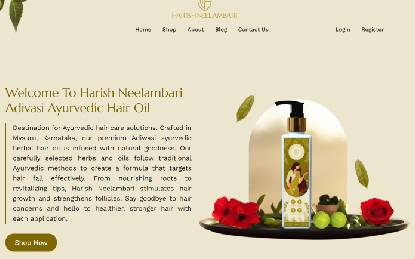 HARISHNEELAMBARI
Home Shop About Blog Contact Us Login Register
Welcome To Harish Neelambari
Adivasi Ayurvedic Hair Oil
Destination for Ayurvedic hair care solutions. Crafted in
Mysuru, Karnataka, our premium Adivasi ayurvedic
herbal hair oil is infused with natural goodness. Our
carefully selected herbs and oils follow traditional
Ayurvedic methods to create a formula that targets
hair fall effectively. From nourishing roots to
revitalizing tips, Harish Neelambari stimulates hair
growth and strengthens follicles. Say goodbye to hair
concerns and hello to healthier, stronger hair with
each application.
Shop Now